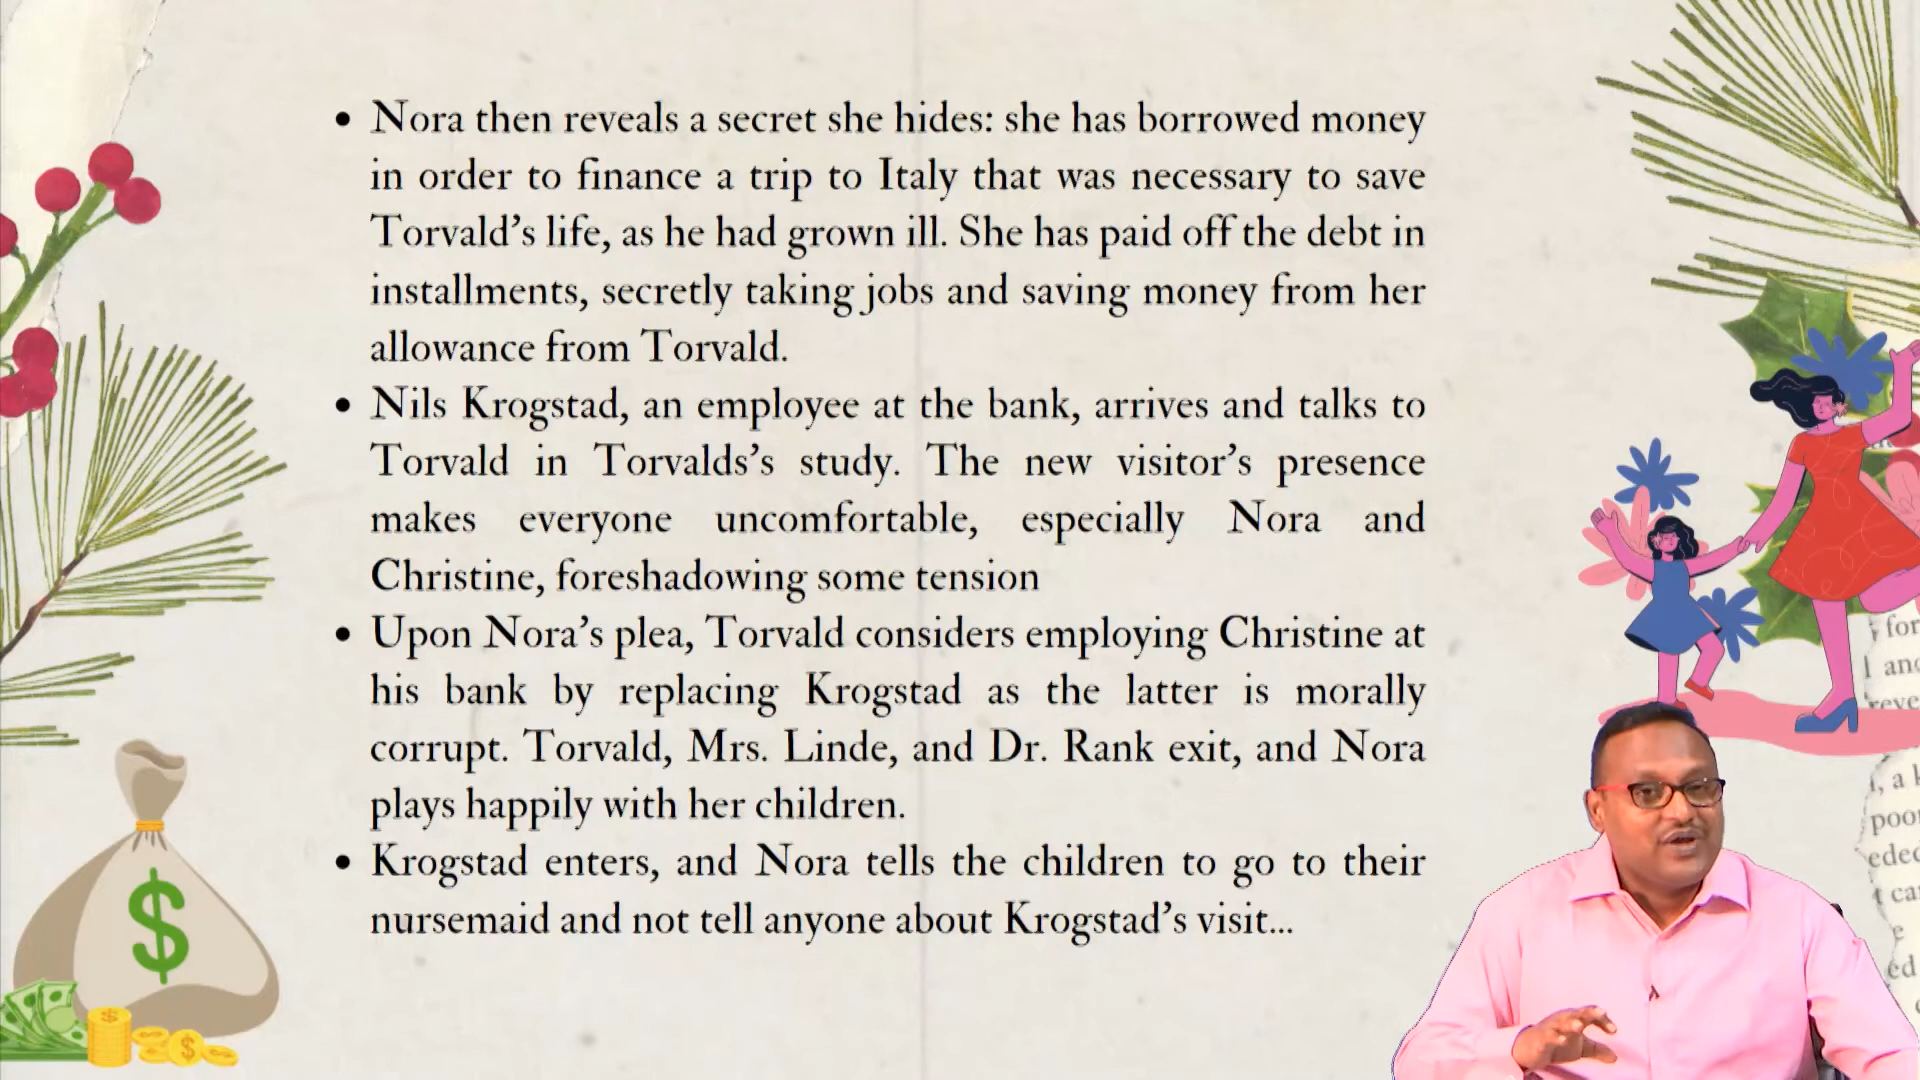 • Nora then reveals a secret she hides: she has borrowed money
in order to finance a trip to Italy that was necessary to save
Torvald’s life, as he had grown ill. She has paid off the debt in
installments, secretly taking jobs and saving money from her
allowance from Torvald.
• Nils Krogstad, an employee at the bank, arrives and talks to
Torvald in Torvalds’s study. The new visitor’s presence
makes everyone uncomfortable, especially Nora and
Christine, foreshadowing some tension
• Upon Nora’s plea, Torvald considers employing Christine at
his bank by replacing Krogstad as the latter is morally
corrupt. Torvald, Mrs. Linde, and Dr. Rank exit, and Nora
plays happily with her children.
• Krogstad enters, and Nora tells the children to go to their
nursemaid and not tell anyone about Krogstad’s visit...
$
for